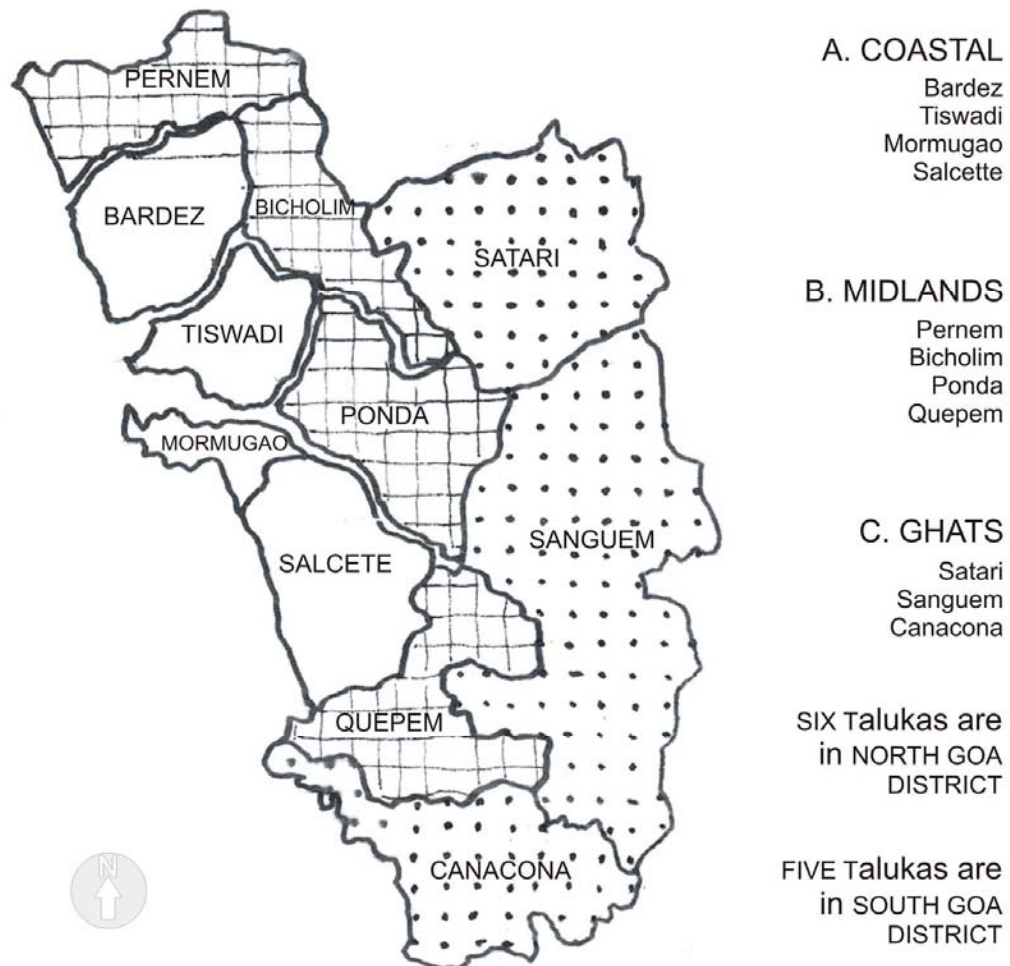 PERNEM
BARDEZ
BICHOLIM
SATARI
TISWADI
PONDA
MORMUGAO
SANGUEM
SALCETE
QUEPEM
CANACONA
N
A. COASTAL
Bardez
Tiswadi
Mormugao
Salcette
B. MIDLANDS
Pernem
Bicholim
Ponda
Quepem
C. GHATS
Satari
Sanguem
Canacona
SIX Talukas are
in NORTH GOA
DISTRICT
FIVE Talukas are
in SOUTH GOA
DISTRICT